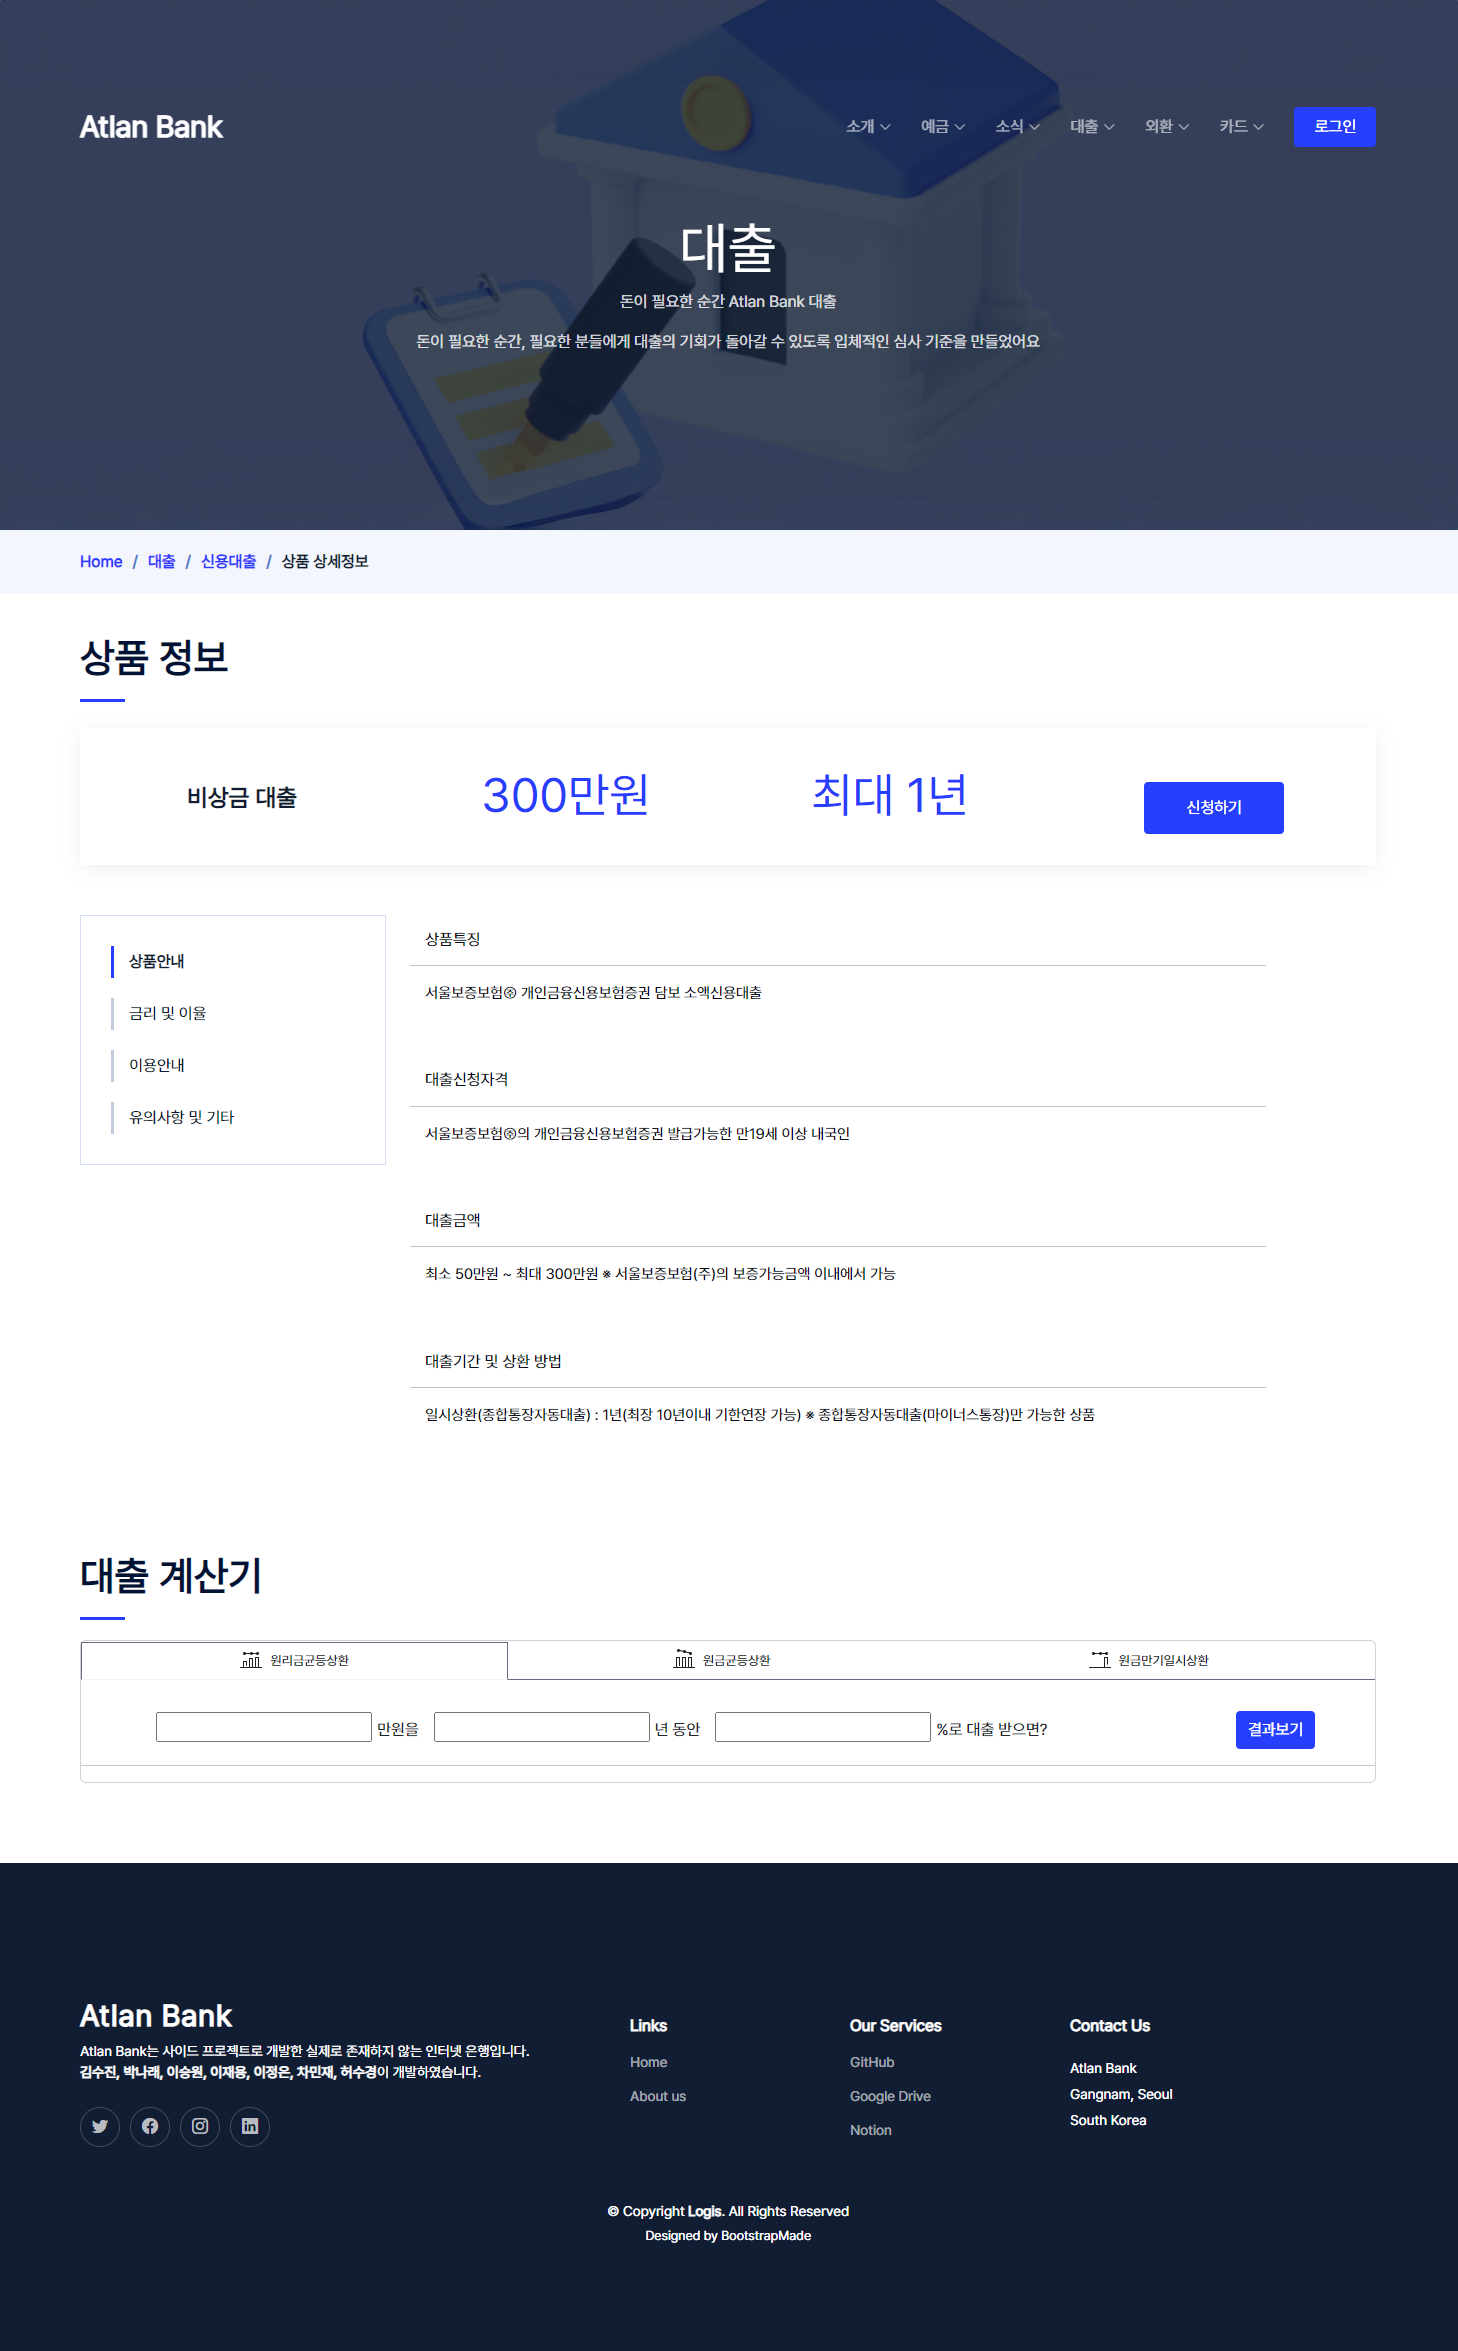 Atlan Bank
소개 예금 소식 대출 외환 카드 로그인
대출
돈이 필요한 순간 Atlan Bank 대출
돈이 필요한 순간, 필요한 분들에게 대출의 기회가 돌아갈 수 있도록 입체적인 심사 기준을 만들었어요
Home / 대출 / 신용대출 / 상품 상세정보
상품 정보
비상금 대출 300만원 최대 1년 신청하기
상품안내
금리 및 이율
이용안내
유의사항 및 기타
상품특징
서울보증보험㈜ 개인금융신용보험증권 담보 소액신용대출
대출신청자격
서울보증보험㈜의 개인금융신용보험증권 발급가능한 만19세 이상 내국인
대출금액
최소 50만원 ~ 최대 300만원 ※ 서울보증보험(주)의 보증가능금액 이내에서 가능
대출기간 및 상환 방법
일시상환(종합통장자동대출) : 1년(최장 10년이내 기한연장 가능) ※ 종합통장자동대출(마이너스통장)만 가능한 상품
대출 계산기
원리금균등상환 원금균등상환 원금만기일시상환
만원을 년 동안 %로 대출 받으면? 결과보기
Atlan Bank
Atlan Bank는 사이드 프로젝트로 개발한 실제로 존재하지 않는 인터넷 은행입니다.
김수진, 박나래, 이승원, 이재용, 이정은, 차민재, 허수경이 개발하였습니다.
Links
Home
About us
Our Services
GitHub
Google Drive
Notion
Contact Us
Atlan Bank
Gangnam, Seoul
South Korea
© Copyright Logis. All Rights Reserved
Designed by BootstrapMade